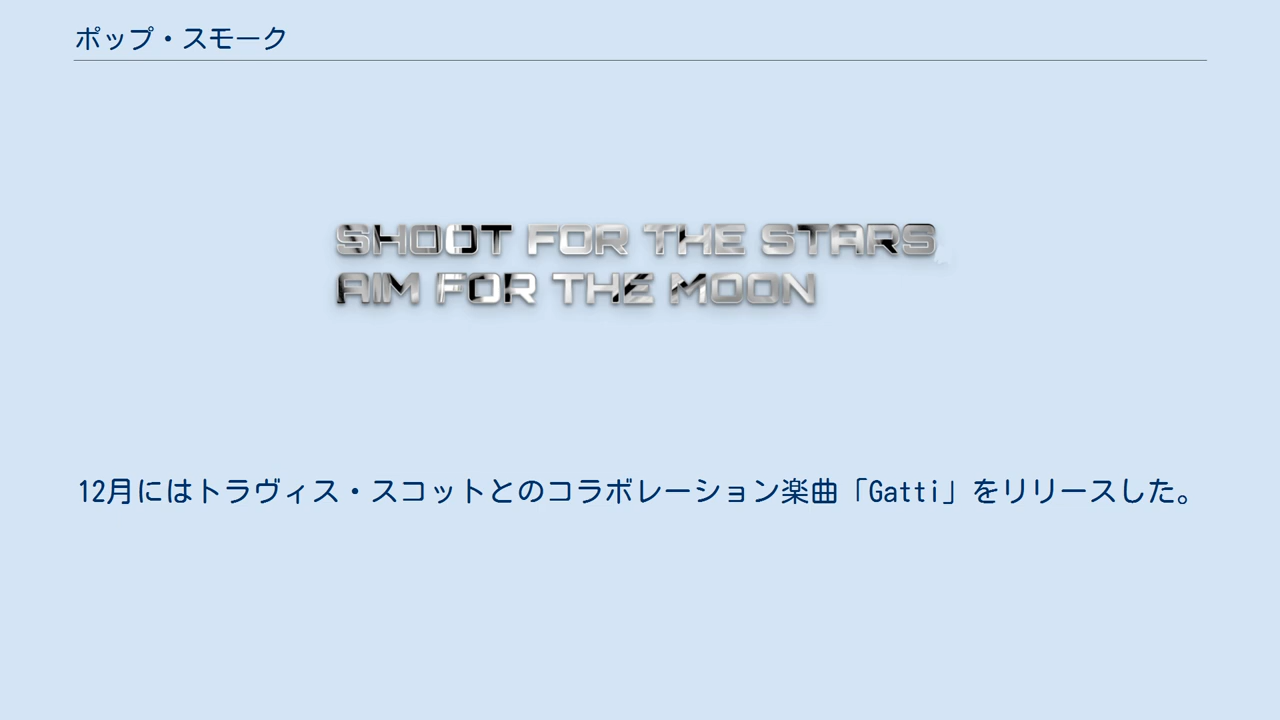 ポップ・スモーク
SHOOT FOR THE STARS
AIM FOR THE MOON
12月にはトラヴィス・スコットとのコラボレーション楽曲「Gatti」をリリースした。